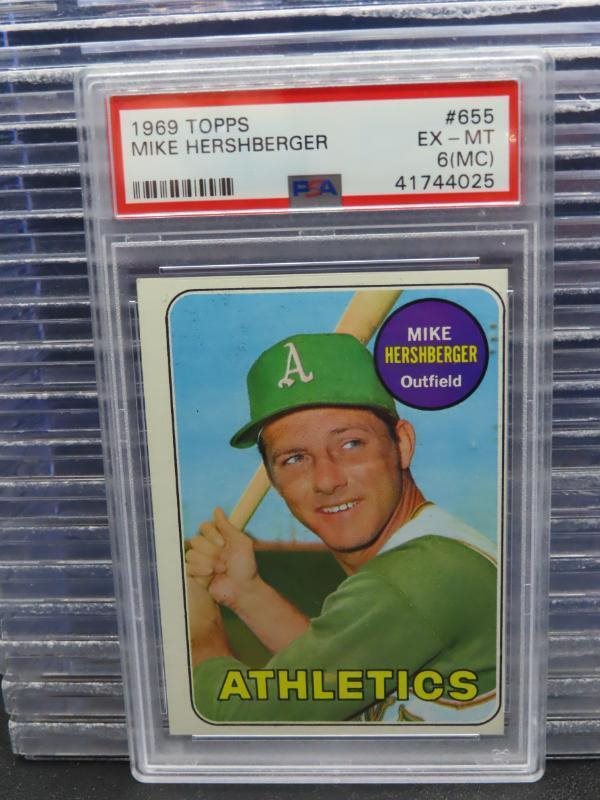 1969 TOPPS #655
MIKE HERSHBERGER EX - MT
6(MC)
PSA 41744025
A
MIKE
HERSHBERGER
Outfield
ATHLETICS